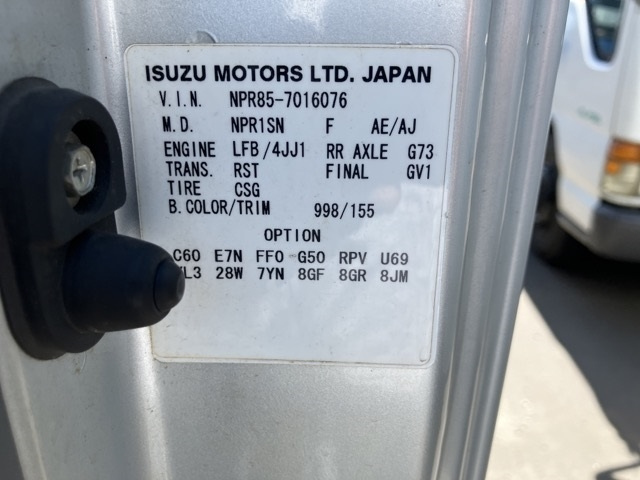 ISUZU MOTORS LTD. JAPAN
V.I.N. NPR85-7016076
M.D. NPR1SN F AE/AJ
ENGINE LFB/4JJ1 RR AXLE G73
TRANS. RST FINAL GV1
TIRE CSG
B.COLOR/TRIM 998/155
OPTION
C60 E7N FF0 G50 RPV U69
28W 7YN 8GF 8GR 8JM